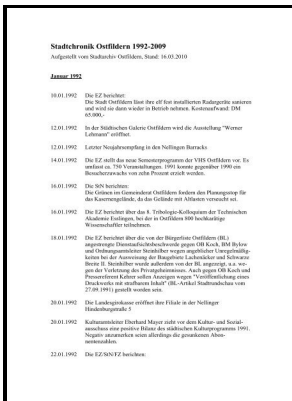 Stadtchronik Ostfildern 1992-2009
Aufgestellt vom Stadtarchiv Ostfildern, Stand: 16.03.2010
Januar 1992
10.01.1992 Die EZ berichtet:
Die Stadt Ostfildern lässt ihre elf fest installierten Radargeräte sanieren
und wird sie dann wieder in Betrieb nehmen. Kostenaufwand: DM
65.000,-
12.01.1992 In der Städtischen Galerie Ostfildern wird die Ausstellung "Werner
Lehmann" eröffnet.
12.01.1992 Letzter Neujahrsempfang in den Nellingen Barracks.
14.01.1992 Die EZ stellt das neue Semesterprogramm der VHS Ostfildern vor. Es
umfasst ca. 750 Veranstaltungen. 1991 konnte gegenüber 1990 ein
Besucherzuwachs von zehn Prozent erzielt werden.
16.01.1992 Die StN berichten:
Die Grünen im Gemeinderat Ostfildern fordern den Planungsstop für
das Kasernengelände, da das Gelände mit Altlasten verseucht sei.
16.01.1992 Die EZ berichtet über das 8. Tribologie-Kolloquium der Technischen
Akademie Esslingen, bei der in Ostfildern 800 hochkarätige
Wissenschaftler teilnehmen.
18.01.1992 Die EZ berichtet über die von der Bürgerliste Ostfildern (BL)
angestrengte Dienstaufsichtsbeschwerde gegen OB Koch, BM Bylow
und Ordnungsamtsleiter Steinhilber wegen angeblicher Unregelmäßig-
keiten bei der Ausweisung der Baugebiete Lachenäcker und Schwarze
Breite II. Steinhilber wurde außerdem von der BL angezeigt, u.a. we-
gen der Verletzung des Privatgeheimnisses. Auch gegen OB Koch und
Pressereferent Kehrer sollen Anzeigen wegen "Veröffentlichung eines
Druckwerks mit strafbarem Inhalt" (BL-Artikel Stadtrundschau vom
27.09.1991) gestellt worden sein.
20.01.1992 Die Landesgirokasse eröffnet ihre Filiale in der Nellinger
Hindenburgstraße 5
20.01.1992 Kulturamtsleiter Eberhard Mayer zieht vor dem Kultur- und Sozial-
ausschuss eine positive Bilanz des städtischen Kulturprogramms 1991.
Negativ anzumerken seien allerdings die gesunkenen Abon-
nentenzahlen.
22.01.1992 Die EZ/StN/FZ berichten: